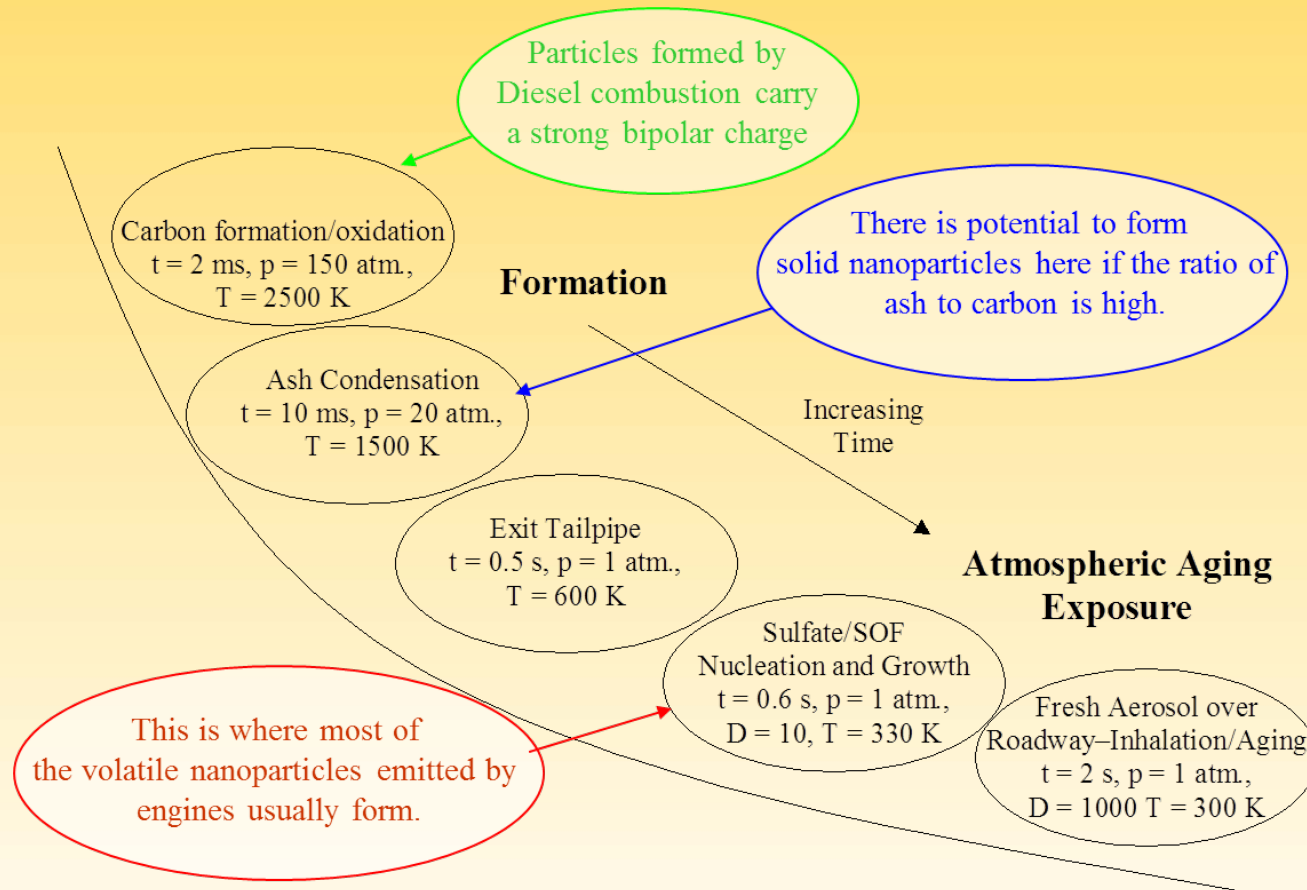 Particles formed by
Diesel combustion carry
a strong bipolar charge
Carbon formation/oxidation
t = 2 ms, p = 150 atm.,
T = 2500 K
Formation
There is potential to form
solid nanoparticles here if the ratio of
ash to carbon is high.
Ash Condensation
t = 10 ms, p = 20 atm.,
T = 1500 K
Increasing
Time
Exit Tailpipe
t = 0.5 s, p = 1 atm.,
T = 600 K
Atmospheric Aging
Exposure
Sulfate/SOF
Nucleation and Growth
t = 0.6 s, p = 1 atm.,
D = 10, T = 330 K
This is where most of
the volatile nanoparticles emitted by
engines usually form.
Fresh Aerosol over
Roadway–Inhalation/Aging
t = 2 s, p = 1 atm.,
D = 1000 T = 300 K